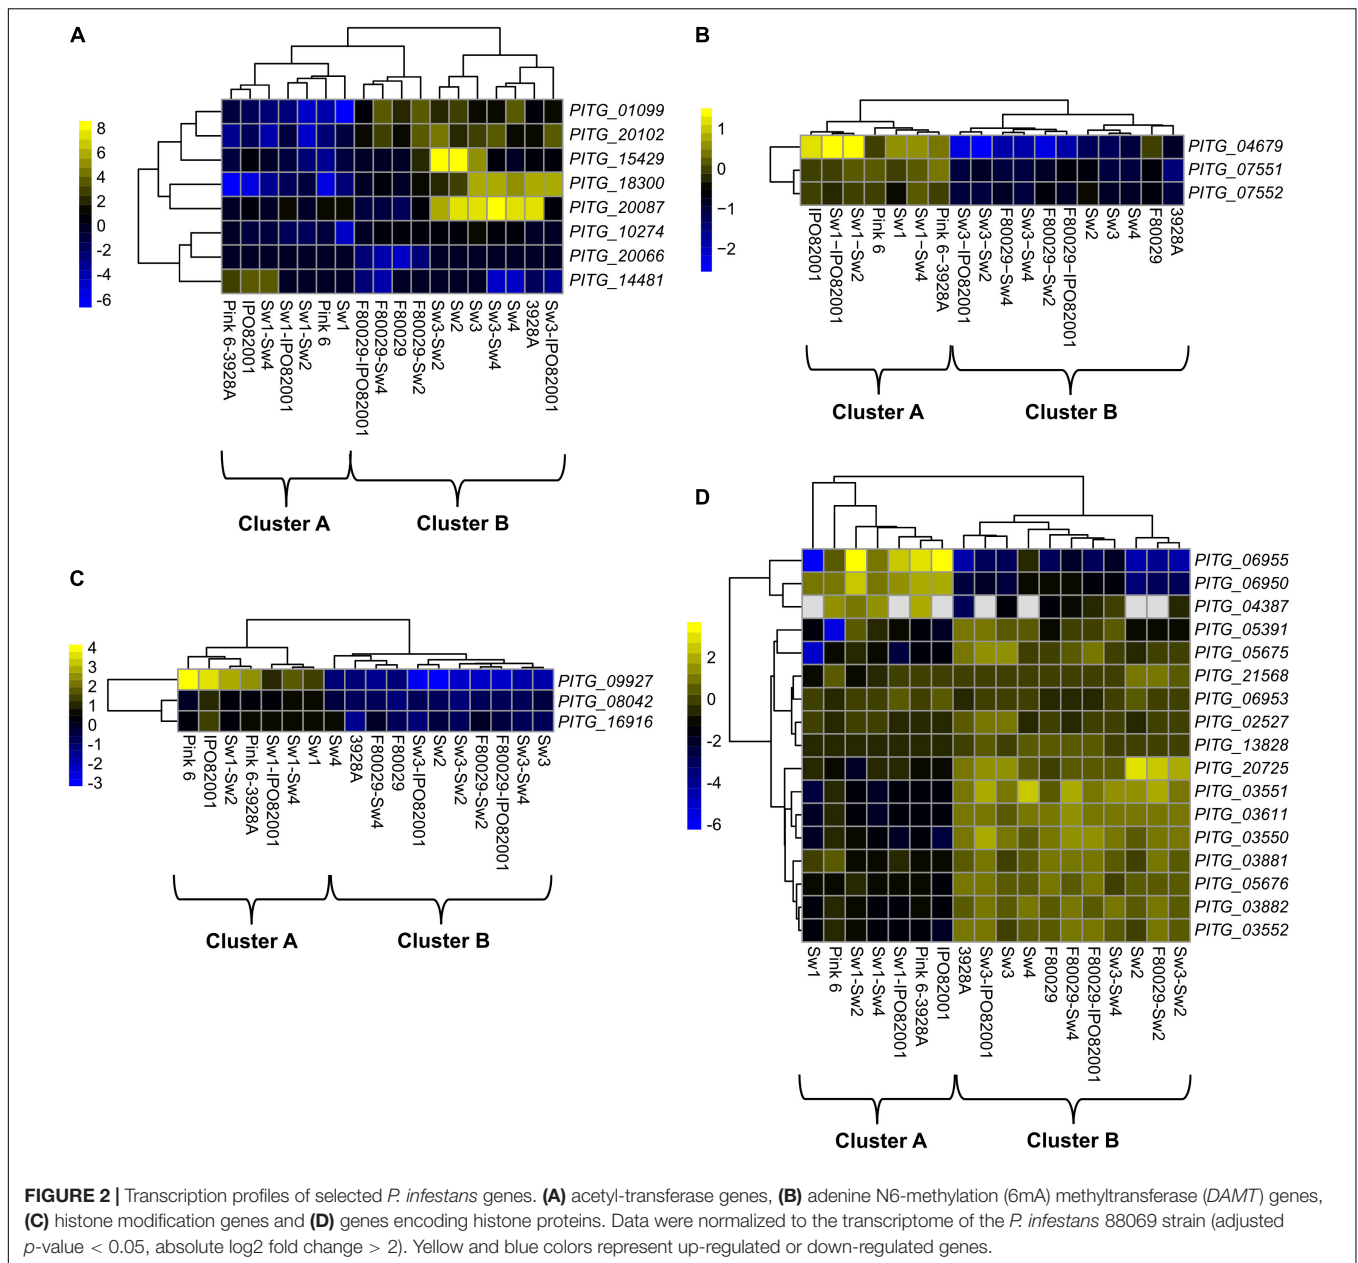 A
8
6
4
2
0
-2
-4
-6
PITG_01099
PITG_20102
PITG_15429
PITG_18300
PITG_20087
PITG_10274
PITG_20066
PITG_14481
Pink 6-3928A
IPO82001
Sw1-Sw4
Sw1-IPO82001
Sw1-Sw2
Pink 6
Sw1
F80029-IPO82001
F80029-Sw4
F80029
F80029-Sw2
Sw3-Sw2
Sw2
Sw3
Sw3-Sw4
Sw4
3928A
Sw3-IPO82001
Cluster A
Cluster B
B
1
0
−1
−2
PITG_04679
PITG_07551
PITG_07552
IPO82001
Sw1−IPO82001
Sw1−Sw2
Pink 6
Sw1
Sw1−Sw4
Pink 6−3928A
Sw3-IPO82001
Sw3−Sw2
F80029−Sw4
Sw3−Sw4
F80029−Sw2
F80029−IPO82001
Sw2
Sw3
Sw4
F80029
3928A
Cluster A
Cluster B
C
4
3
2
1
0
-1
-2
-3
PITG_09927
PITG_08042
PITG_16916
Pink 6
IPO82001
Sw1-Sw2
Pink 6-3928A
Sw1-IPO82001
Sw1-Sw4
Sw1
Sw4
3928A
F80029-Sw4
F80029
Sw3-IPO82001
Sw2
Sw3-Sw2
F80029-Sw2
F80029-IPO82001
Sw3-Sw4
Sw3
Cluster A
Cluster B
D
2
0
-2
-4
-6
PITG_06955
PITG_06950
PITG_04387
PITG_05391
PITG_05675
PITG_21568
PITG_06953
PITG_02527
PITG_13828
PITG_20725
PITG_03551
PITG_03611
PITG_03550
PITG_03881
PITG_05676
PITG_03882
PITG_03552
Sw1
Pink 6
Sw1-Sw2
Sw1-Sw4
Sw1-IPO82001
Pink 6-3928A
IPO82001
3928A
Sw3-IPO82001
Sw3
Sw4
F80029
F80029-Sw4
F80029-IPO82001
Sw3-Sw4
Sw2
F80029-Sw2
Sw3-Sw2
Cluster A
Cluster B
FIGURE 2 | Transcription profiles of selected P. infestans genes. (A) acetyl-transferase genes, (B) adenine N6-methylation (6mA) methyltransferase (DAMT) genes,
(C) histone modification genes and (D) genes encoding histone proteins. Data were normalized to the transcriptome of the P. infestans 88069 strain (adjusted
p-value < 0.05, absolute log2 fold change > 2). Yellow and blue colors represent up-regulated or down-regulated genes.